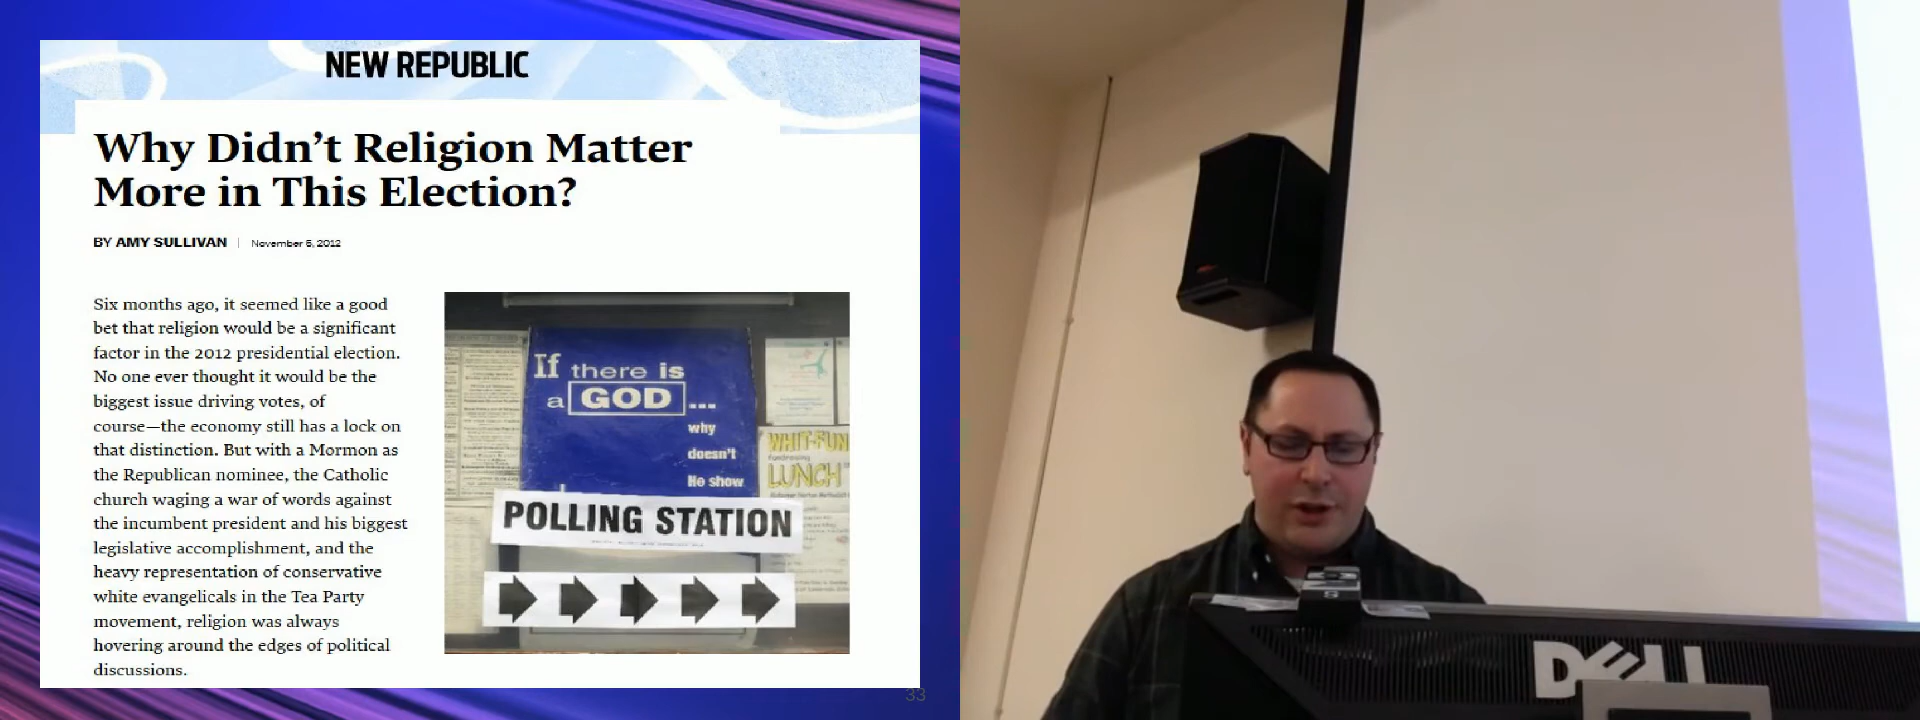 NEW REPUBLIC
Why Didn't Religion Matter
More in This Election?
BY AMY SULLIVAN | November 6, 2012
Six months ago, it seemed like a good
bet that religion would be a significant
factor in the 2012 presidential election.
No one ever thought it would be the
biggest issue driving votes, of
course—the economy still has a lock on
that distinction. But with a Mormon as
the Republican nominee, the Catholic
church waging a war of words against
the incumbent president and his biggest
legislative accomplishment, and the
heavy representation of conservative
white evangelicals in the Tea Party
movement, religion was always
hovering around the edges of political
discussions.
If there is
a GOD ...
why
doesn't
He show
WHIT-FUN
Fundraising
LUNCH
POLLING STATION
33
DELL